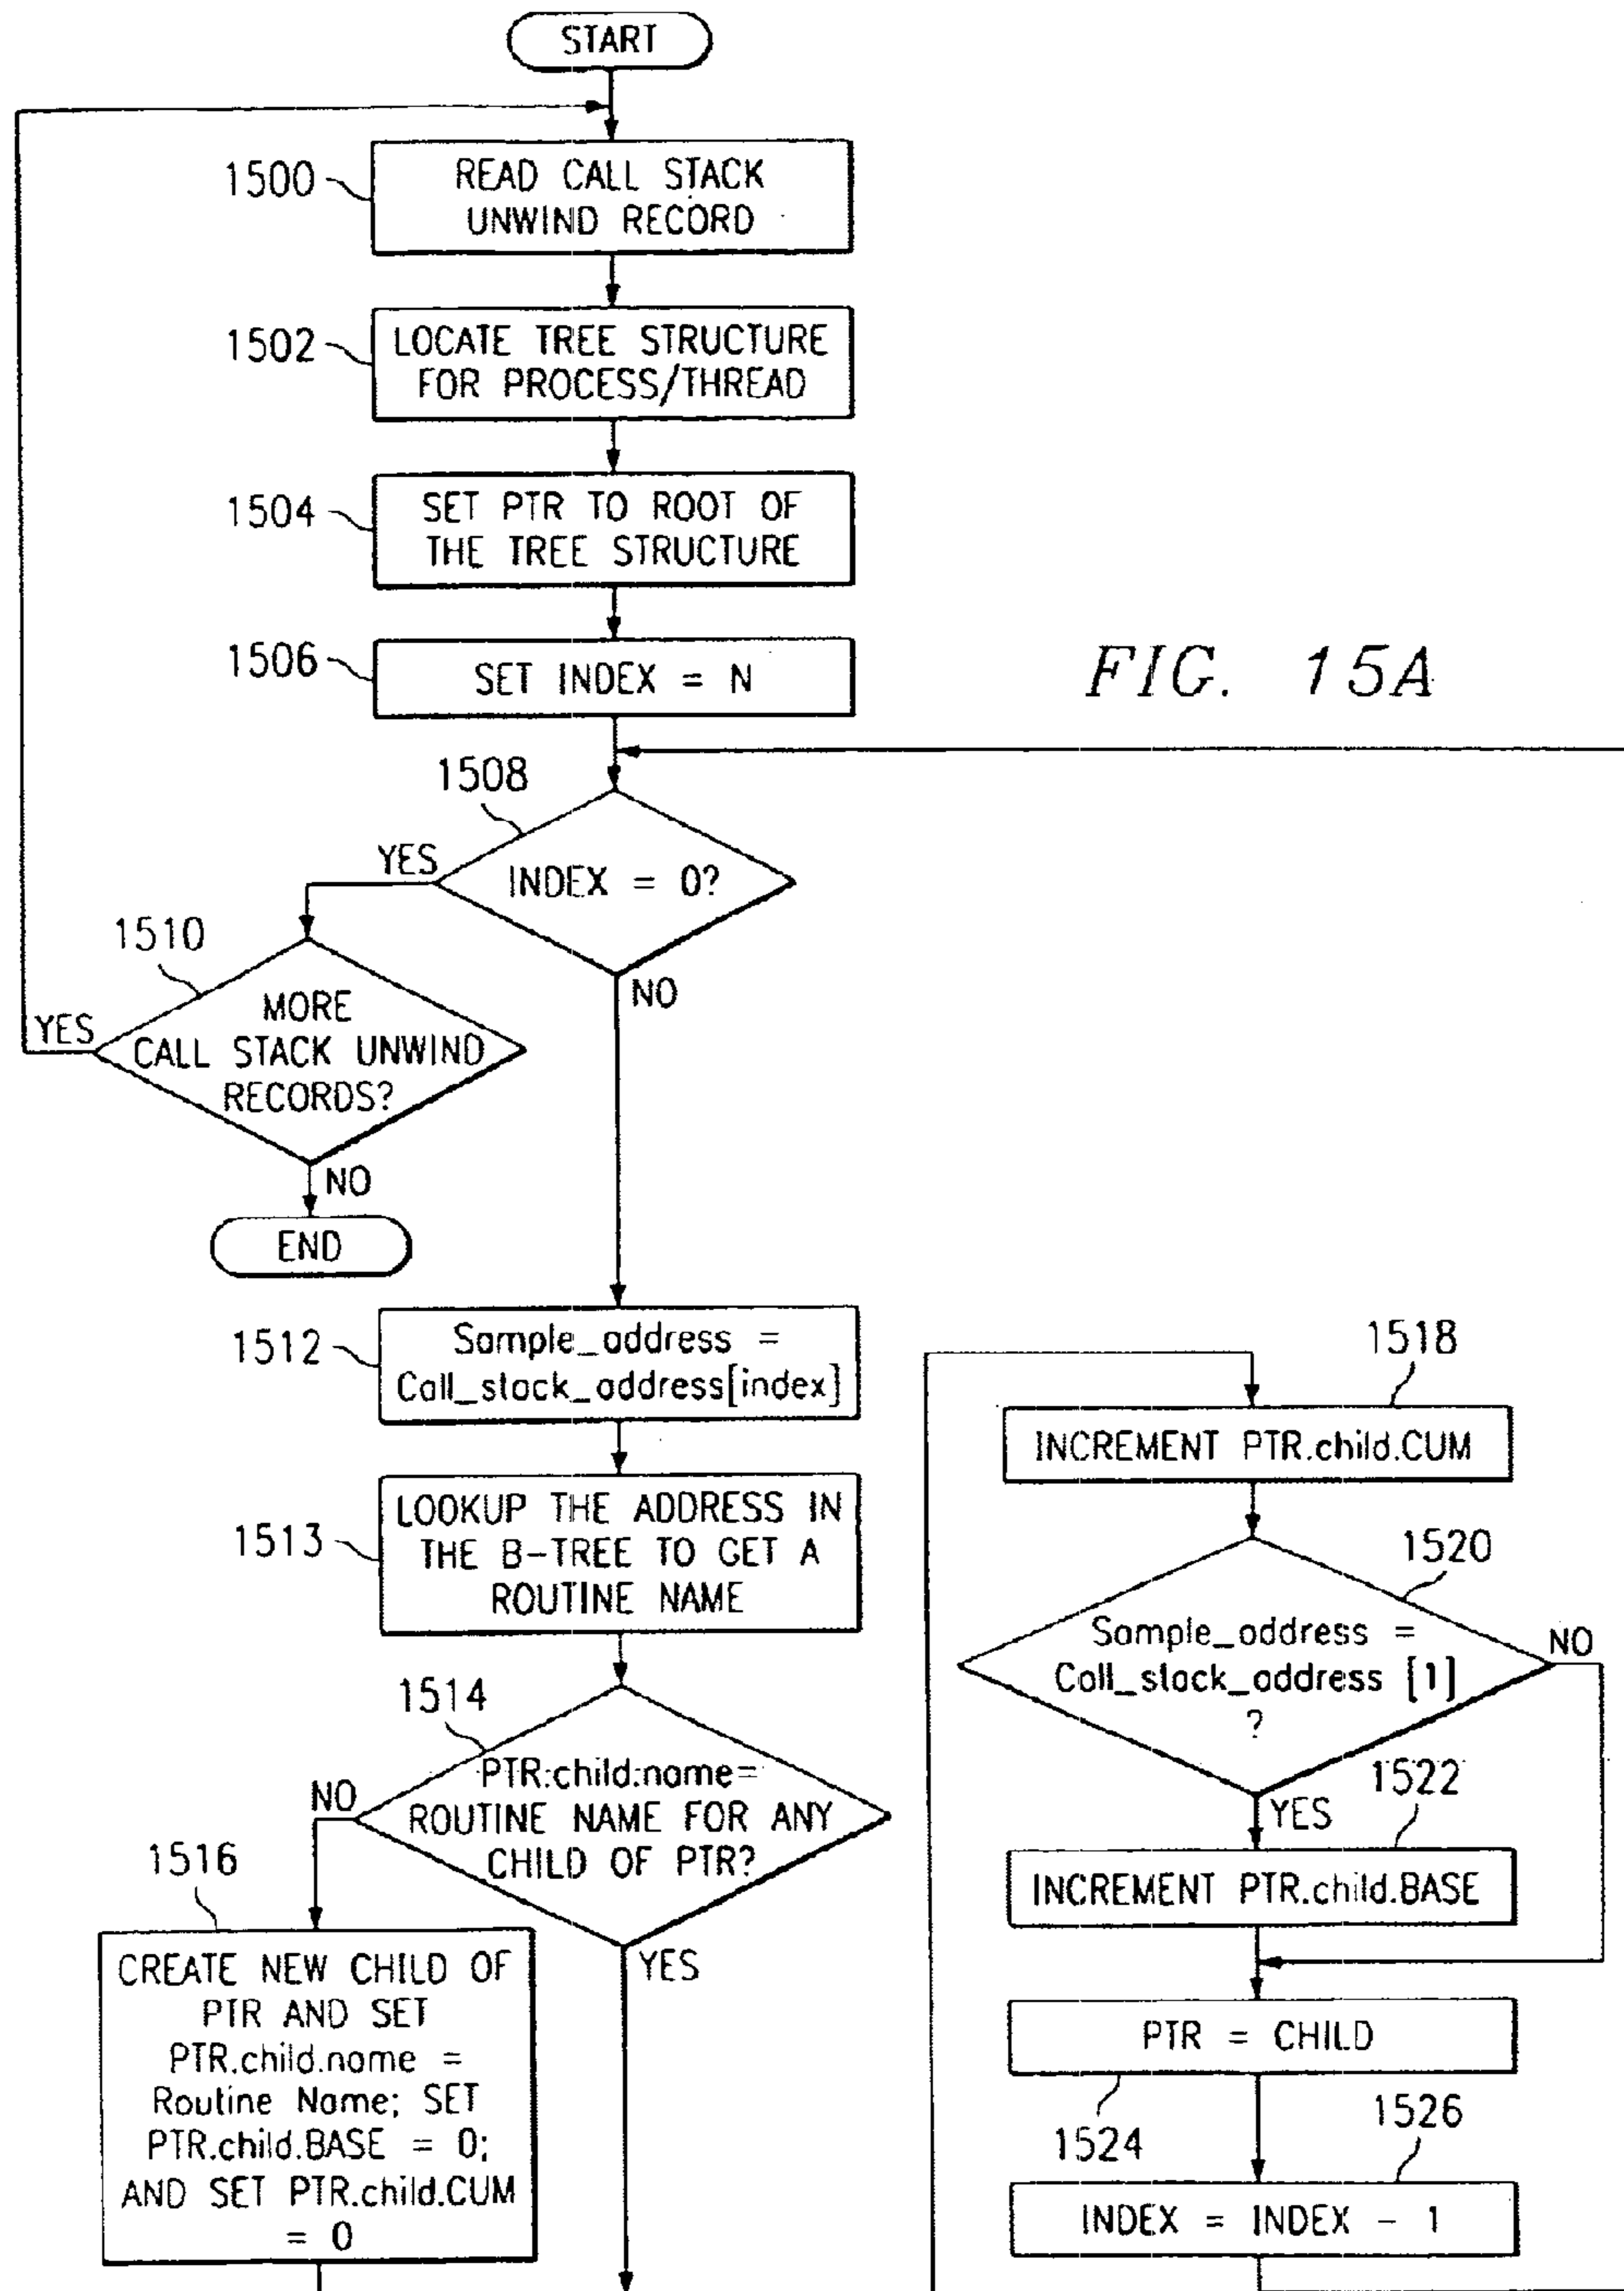 START
1500
READ CALL STACK
UNWIND RECORD
1502
LOCATE TREE STRUCTURE
FOR PROCESS/THREAD
1504
SET PTR TO ROOT OF
THE TREE STRUCTURE
1506
SET INDEX = N
FIG. 15A
1508
INDEX = 0?
YES
NO
1510
MORE
CALL STACK UNWIND
RECORDS?
YES
NO
END
1512
Sample_address =
Call_stack_address[index]
1513
LOOKUP THE ADDRESS IN
THE B-TREE TO GET A
ROUTINE NAME
1514
PTR.child.name=
ROUTINE NAME FOR ANY
CHILD OF PTR?
NO
YES
1516
CREATE NEW CHILD OF
PTR AND SET
PTR.child.name =
Routine Name; SET
PTR.child.BASE = 0;
AND SET PTR.child.CUM
= 0
1518
INCREMENT PTR.child.CUM
1520
Sample_address =
Call_stack_address [1]
?
NO
YES
1522
INCREMENT PTR.child.BASE
PTR = CHILD
1524
1526
INDEX = INDEX - 1